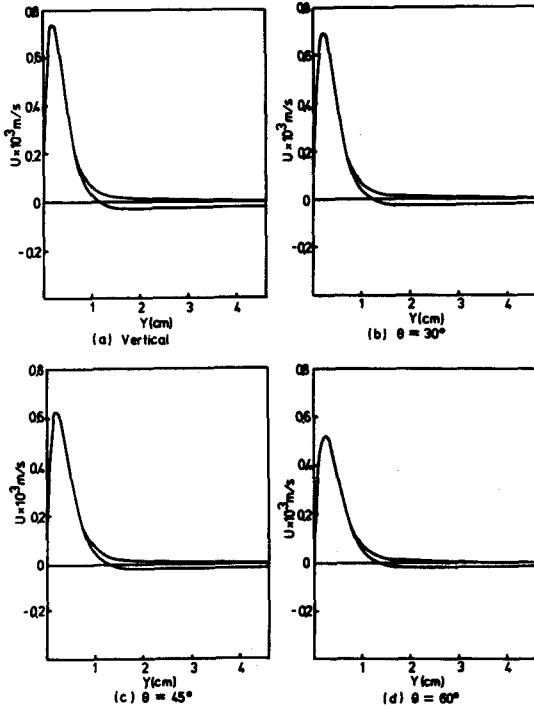 0.8
0.6
0.4
0.2
0
-0.2
U×10³m/s
1 2 3 4
Y(cm)
(a) Vertical
0.8
0.6
0.4
0.2
0
-0.2
U×10³m/s
1 2 3 4
Y(cm)
(b) θ = 30°
0.8
0.6
0.4
0.2
0
-0.2
U×10³m/s
1 2 3 4
Y(cm)
(c) θ = 45°
0.8
0.6
0.4
0.2
0
-0.2
U×10³m/s
1 2 3 4
Y(cm)
(d) θ = 60°